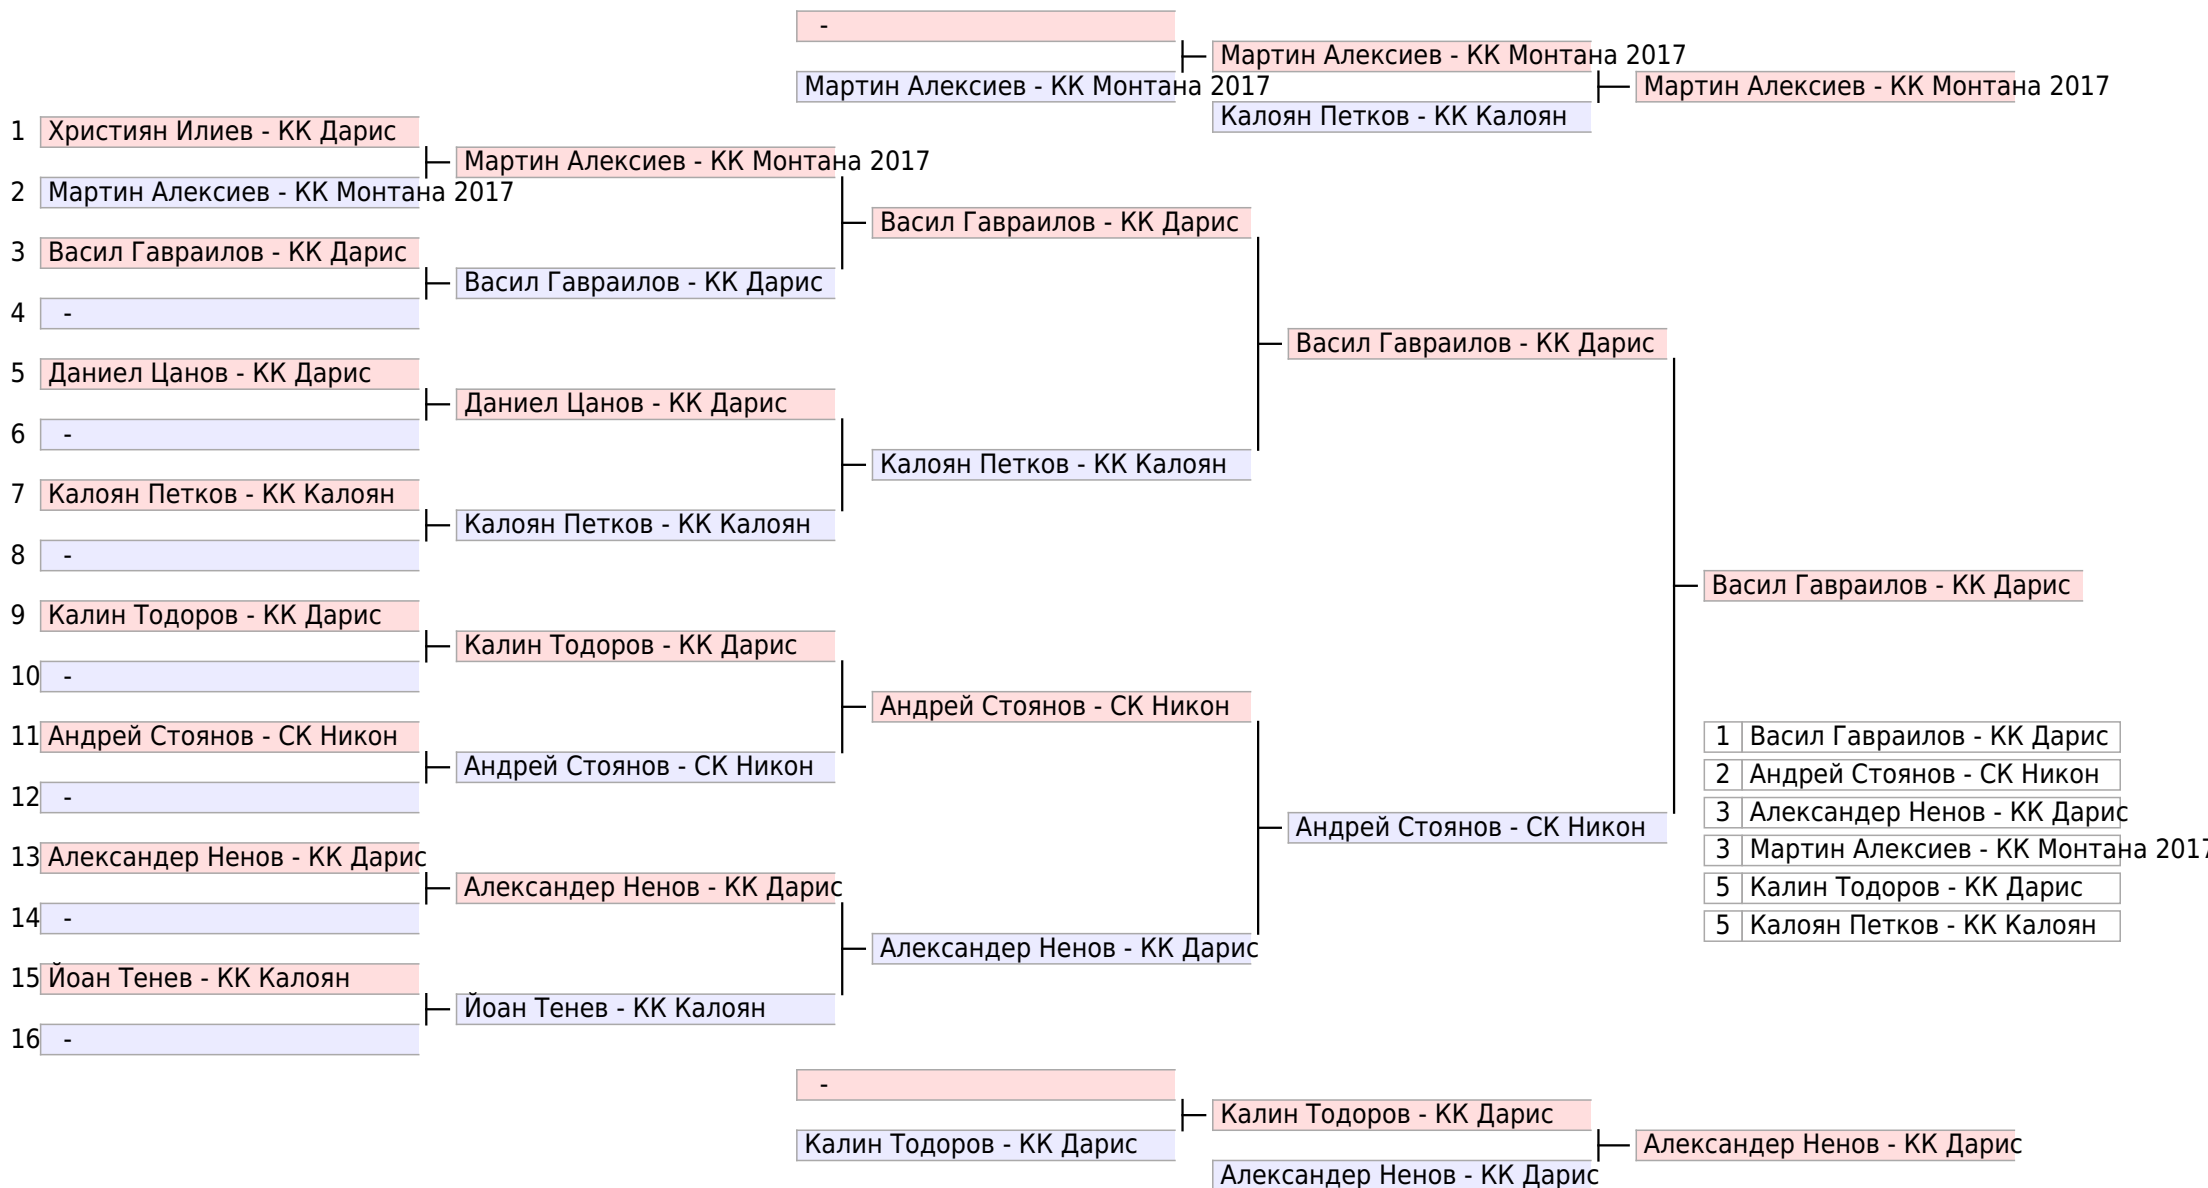 -
Мартин Алексиев - КК Монтана 2017
Мартин Алексиев - КК Монтана 2017
Мартин Алексиев - КК Монтана 2017
Калоян Петков - КК Калоян
1 Християн Илиев - КК Дарис
Мартин Алексиев - КК Монтана 2017
2 Мартин Алексиев - КК Монтана 2017
Васил Гавраилов - КК Дарис
3 Васил Гавраилов - КК Дарис
Васил Гавраилов - КК Дарис
4 -
Васил Гавраилов - КК Дарис
5 Даниел Цанов - КК Дарис
Даниел Цанов - КК Дарис
6 -
Калоян Петков - КК Калоян
7 Калоян Петков - КК Калоян
Калоян Петков - КК Калоян
8 -
Васил Гавраилов - КК Дарис
9 Калин Тодоров - КК Дарис
Калин Тодоров - КК Дарис
10 -
Андрей Стоянов - СК Никон
11 Андрей Стоянов - СК Никон
Андрей Стоянов - СК Никон
12 -
Андрей Стоянов - СК Никон
13 Александер Ненов - КК Дарис
Александер Ненов - КК Дарис
14 -
Александер Ненов - КК Дарис
15 Йоан Тенев - КК Калоян
Йоан Тенев - КК Калоян
16 -
1 Васил Гавраилов - КК Дарис
2 Андрей Стоянов - СК Никон
3 Александер Ненов - КК Дарис
3 Мартин Алексиев - КК Монтана 2017
5 Калин Тодоров - КК Дарис
5 Калоян Петков - КК Калоян
-
Калин Тодоров - КК Дарис
Калин Тодоров - КК Дарис
Александер Ненов - КК Дарис
Александер Ненов - КК Дарис